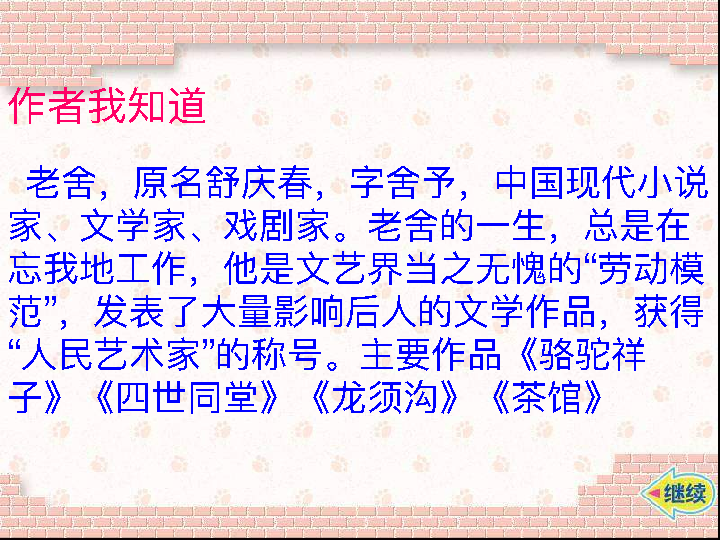 作者我知道
老舍，原名舒庆春，字舍予，中国现代小说
家、文学家、戏剧家。老舍的一生，总是在
忘我地工作，他是文艺界当之无愧的“劳动模
范”，发表了大量影响后人的文学作品，获得
“人民艺术家”的称号。主要作品《骆驼祥
子》《四世同堂》《龙须沟》《茶馆》
继续